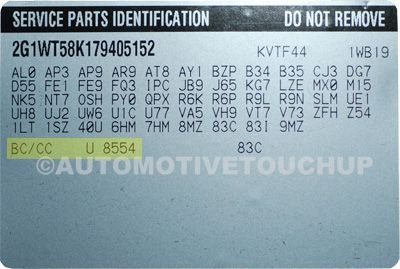 SERVICE PARTS IDENTIFICATION DO NOT REMOVE
2G1WT58K179405152 KVTF44 1WB19
AL0 AP3 AP9 AR9 AT8 AY1 BZP B34 B35 CJ3 DG7
D55 FE1 FE9 FQ3 IPC JB9 J65 KG7 LZE MX0 M15
NK5 NT7 OSH PY0 QPX R6K R6P R9L R9N SLM UE1
UH8 UJ2 UW6 U1C U77 VA5 VH9 VT7 V73 ZFH Z54
1LT 1SZ 40U 6HM 7HM 8MZ 83C 83I 9MZ
BC/CC U 8554 83C
©AUTOMOTIVETOUCHUP